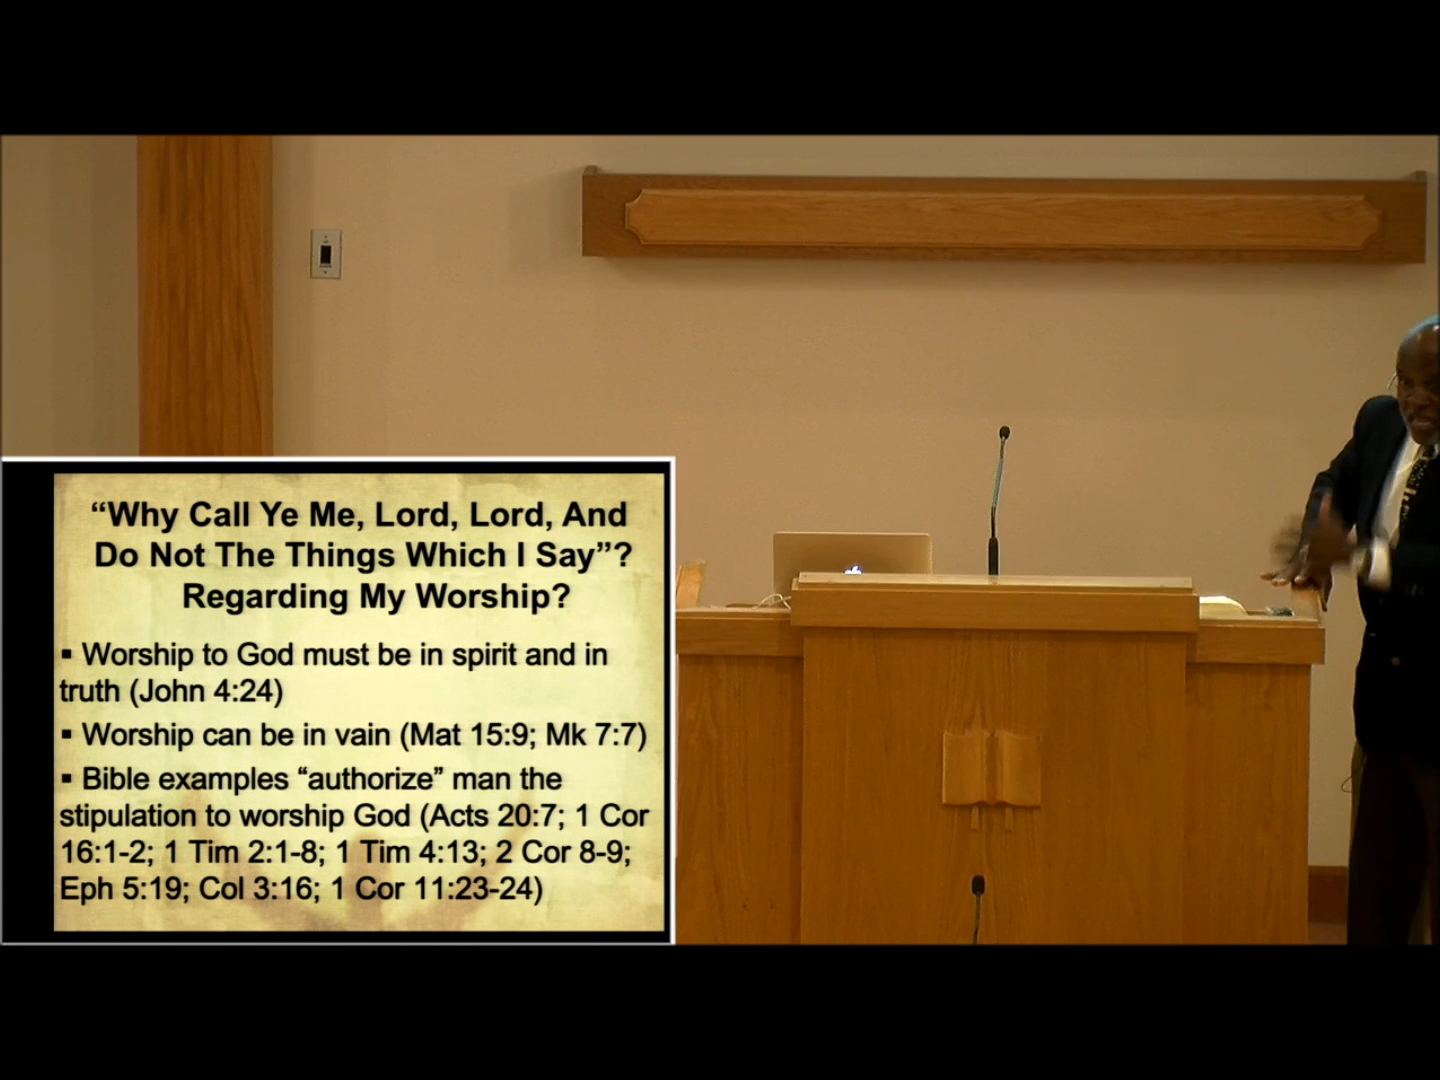 “Why Call Ye Me, Lord, Lord, And
Do Not The Things Which I Say”?
Regarding My Worship?
▪ Worship to God must be in spirit and in
truth (John 4:24)
▪ Worship can be in vain (Mat 15:9; Mk 7:7)
▪ Bible examples “authorize” man the
stipulation to worship God (Acts 20:7; 1 Cor
16:1-2; 1 Tim 2:1-8; 1 Tim 4:13; 2 Cor 8-9;
Eph 5:19; Col 3:16; 1 Cor 11:23-24)